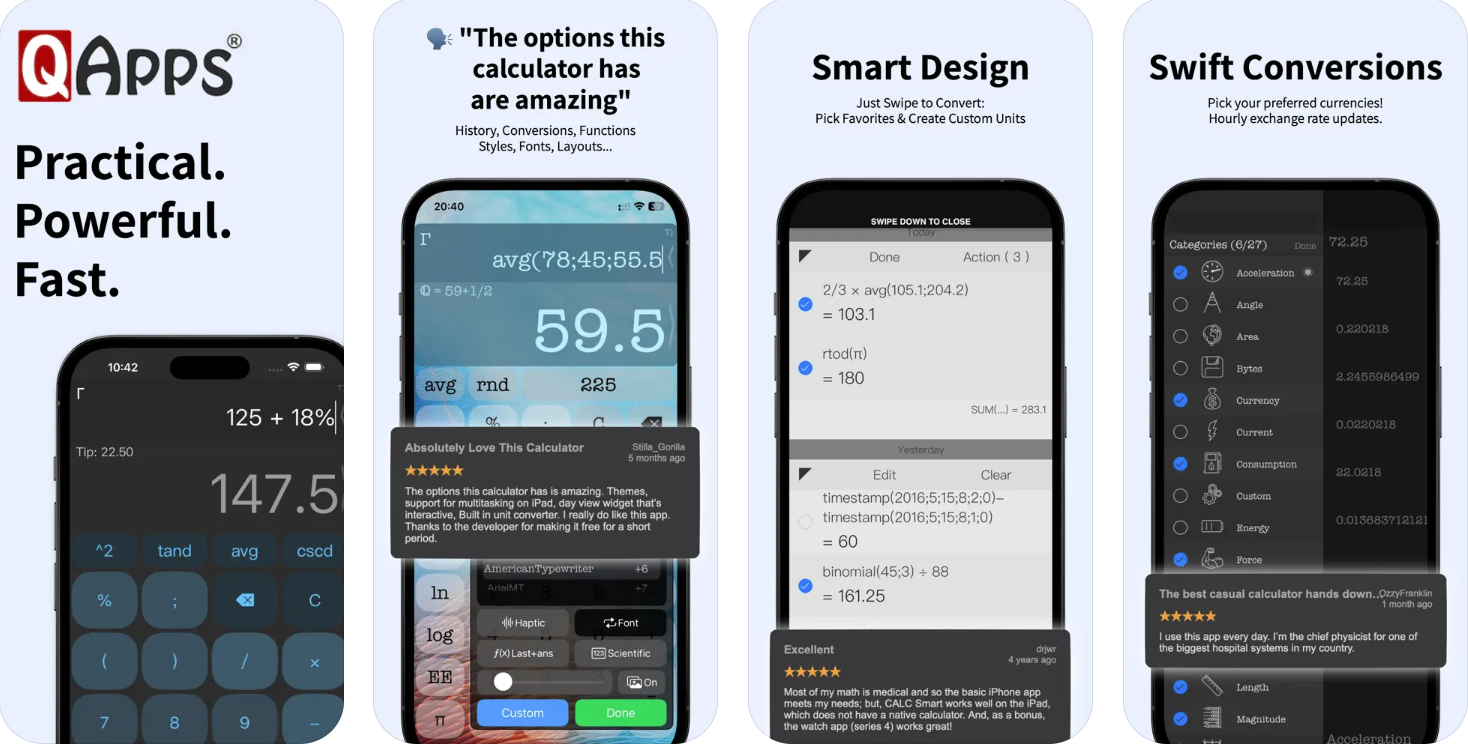 QAPPS®
Practical.
Powerful.
Fast.
10:42
125 + 18%
Tip: 22.50
147.5
^2 tand avg cscd
% ; C
( ) / ×
7 8 9 −
"The options this
calculator has
are amazing"
History, Conversions, Functions
Styles, Fonts, Layouts...
20:40
avg(78;45;55.5
= 59+1/2
59.5
avg rnd 225
% ; C
Absolutely Love This Calculator
Stilla_Gorilla
5 months ago
The options this calculator has is amazing. Themes,
support for multitasking on iPad, day view widget that's
interactive, Built in unit converter. I really do like this app.
Thanks to the developer for making it free for a short
period.
AmericanTypewriter +6
ArialMT +7
ln
Haptic Font
log
f(x) Last+ans 123 Scientific
EE
On
π
Custom Done
Smart Design
Just Swipe to Convert:
Pick Favorites & Create Custom Units
SWIPE DOWN TO CLOSE
Today
Done Action ( 3 )
2/3 × avg(105.1;204.2)
= 103.1
rtod(π)
= 180
SUM(...) = 283.1
Yesterday
Edit Clear
timestamp(2016;5;15;8;2;0)−
timestamp(2016;5;15;8;1;0)
= 60
binomial(45;3) ÷ 88
= 161.25
Excellent
drjwr
4 years ago
Most of my math is medical and so the basic iPhone app
meets my needs; but, CALC Smart works well on the iPad,
which does not have a native calculator. And, as a bonus,
the watch app (series 4) works great!
Swift Conversions
Pick your preferred currencies!
Hourly exchange rate updates.
Categories (6/27) Done
72.25
Acceleration
72.25
Angle
0.220218
Area
Bytes
2.2455986499
Currency
0.0220218
Current
Consumption
22.0218
Custom
0.013683712121
Energy
Force
The best casual calculator hands down...
OzzyFranklin
1 month ago
I use this app every day. I'm the chief physicist for one of
the biggest hospital systems in my country.
Length
Magnitude
Acceleration